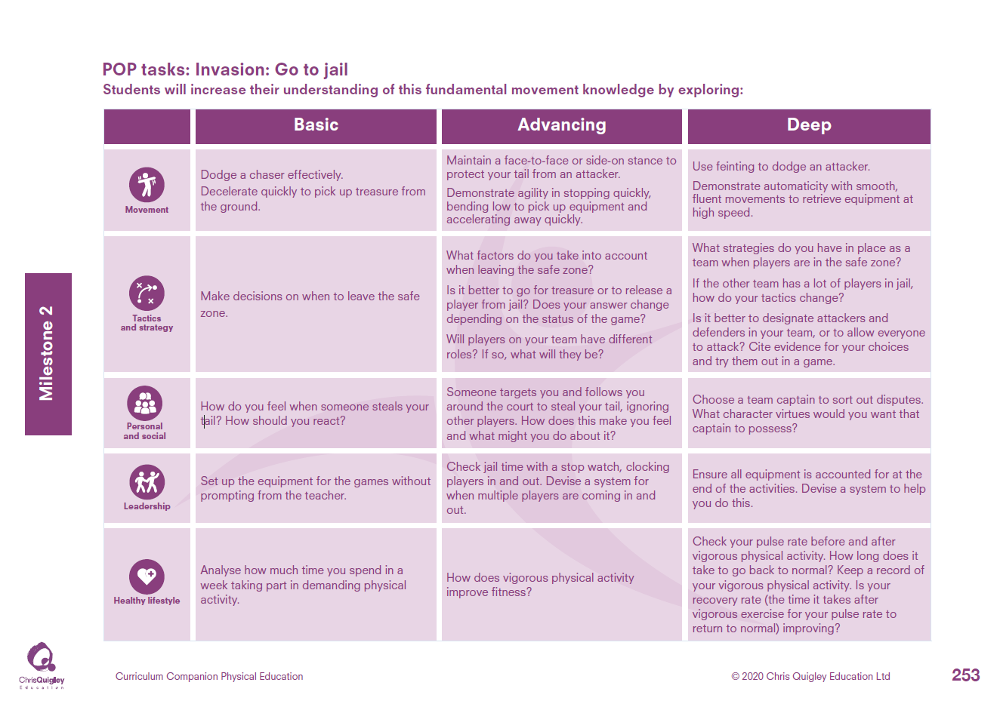 POP tasks: Invasion: Go to jail
Students will increase their understanding of this fundamental movement knowledge by exploring:
Basic
Advancing
Deep
Movement
Dodge a chaser effectively.
Decelerate quickly to pick up treasure from
the ground.
Maintain a face-to-face or side-on stance to
protect your tail from an attacker.
Demonstrate agility in stopping quickly,
bending low to pick up equipment and
accelerating away quickly.
Use feinting to dodge an attacker.
Demonstrate automaticity with smooth,
fluent movements to retrieve equipment at
high speed.
Tactics
and strategy
Make decisions on when to leave the safe
zone.
What factors do you take into account
when leaving the safe zone?
Is it better to go for treasure or to release a
player from jail? Does your answer change
depending on the status of the game?
Will players on your team have different
roles? If so, what will they be?
What strategies do you have in place as a
team when players are in the safe zone?
If the other team has a lot of players in jail,
how do your tactics change?
Is it better to designate attackers and
defenders in your team, or to allow everyone
to attack? Cite evidence for your choices
and try them out in a game.
Personal
and social
How do you feel when someone steals your
tail? How should you react?
Someone targets you and follows you
around the court to steal your tail, ignoring
other players. How does this make you feel
and what might you do about it?
Choose a team captain to sort out disputes.
What character virtues would you want that
captain to possess?
Leadership
Set up the equipment for the games without
prompting from the teacher.
Check jail time with a stop watch, clocking
players in and out. Devise a system for
when multiple players are coming in and
out.
Ensure all equipment is accounted for at the
end of the activities. Devise a system to help
you do this.
Healthy lifestyle
Analyse how much time you spend in a
week taking part in demanding physical
activity.
How does vigorous physical activity
improve fitness?
Check your pulse rate before and after
vigorous physical activity. How long does it
take to go back to normal? Keep a record of
your vigorous physical activity. Is your
recovery rate (the time it takes after
vigorous exercise for your pulse rate to
return to normal) improving?
Milestone 2
ChrisQuigley
Education
Curriculum Companion Physical Education
© 2020 Chris Quigley Education Ltd
253